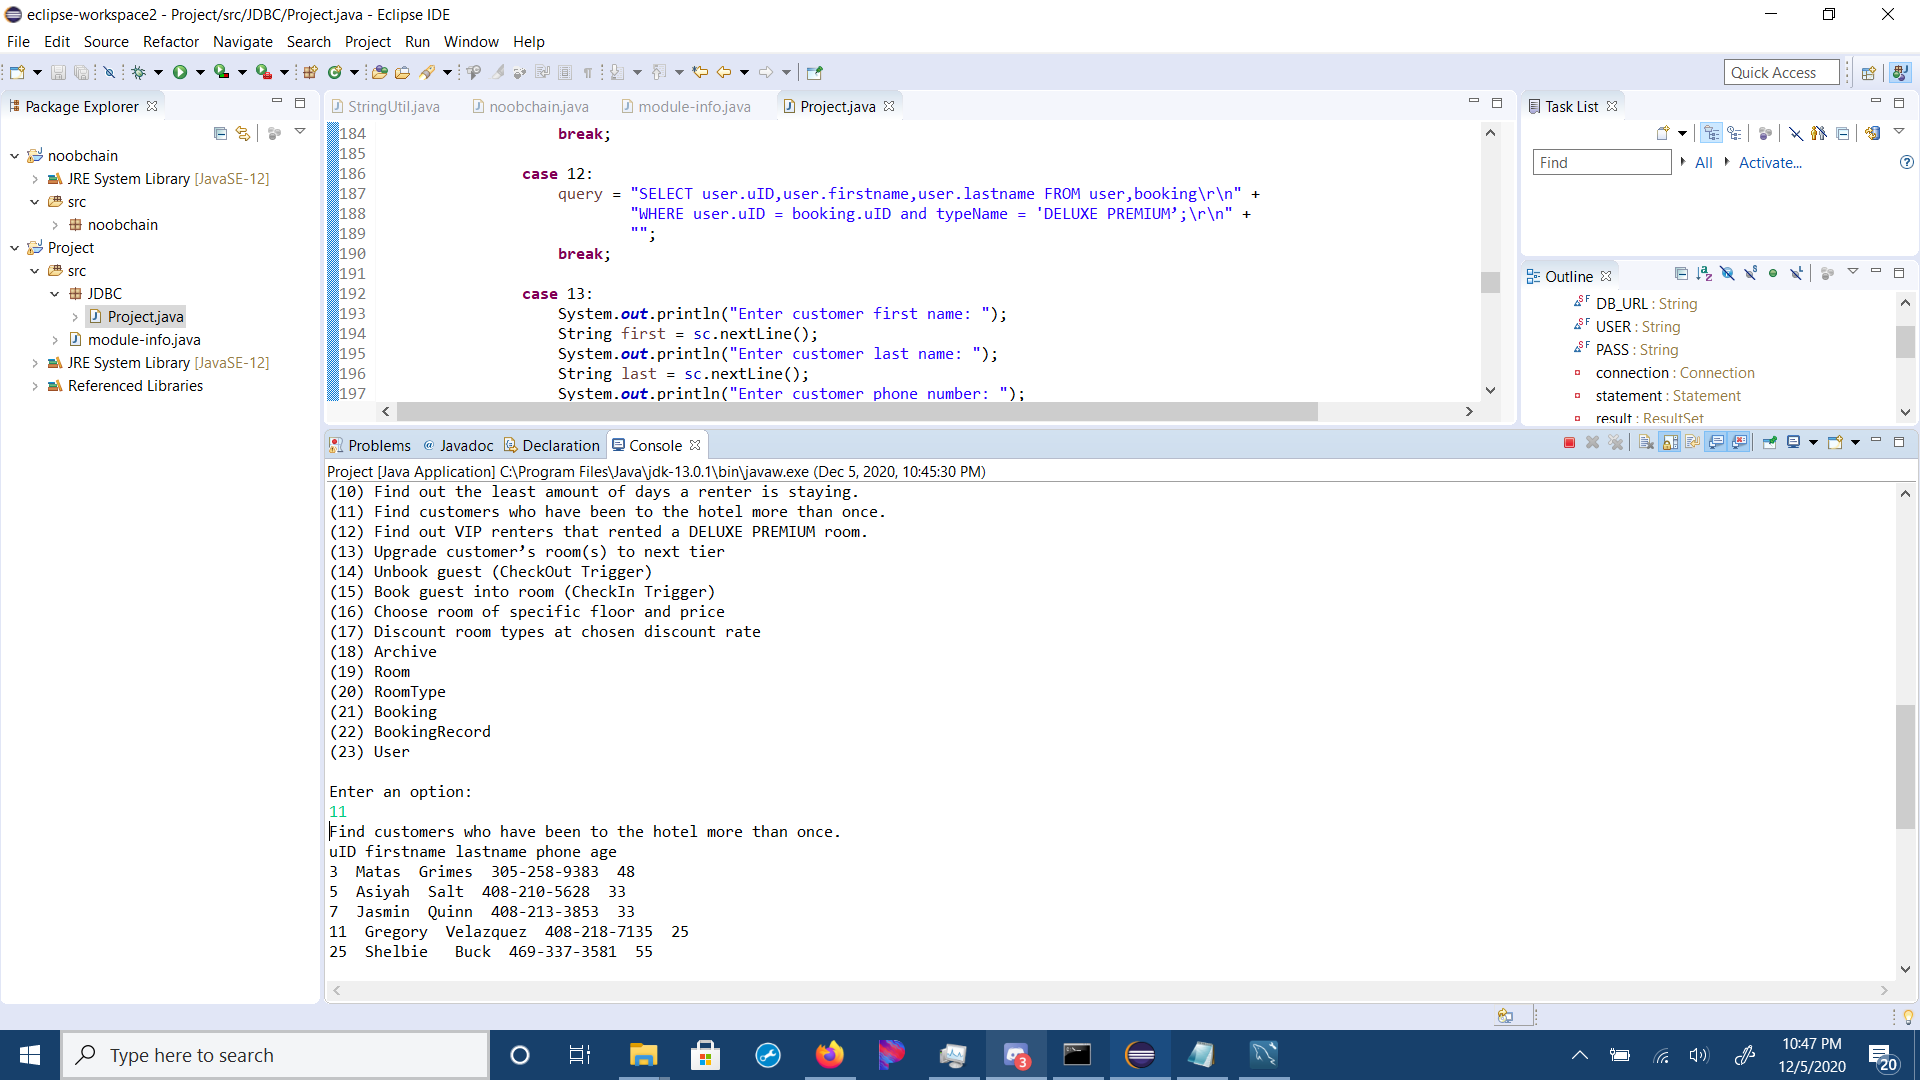 eclipse-workspace2 - Project/src/JDBC/Project.java - Eclipse IDE
File Edit Source Refactor Navigate Search Project Run Window Help
Quick Access
Package Explorer
noobchain
JRE System Library [JavaSE-12]
src
noobchain
Project
src
JDBC
Project.java
module-info.java
JRE System Library [JavaSE-12]
Referenced Libraries
StringUtil.java noobchain.java module-info.java Project.java
184 break;
185
186 case 12:
187 query = "SELECT user.uID,user.firstname,user.lastname FROM user,booking\r\n" +
188 "WHERE user.uID = booking.uID and typeName = 'DELUXE PREMIUM’;\r\n" +
189 "";
190 break;
191
192 case 13:
193 System.out.println("Enter customer first name: ");
194 String first = sc.nextLine();
195 System.out.println("Enter customer last name: ");
196 String last = sc.nextLine();
197 System.out.println("Enter customer phone number: ");
Task List
Find All Activate...
Outline
DB_URL : String
USER : String
PASS : String
connection : Connection
statement : Statement
result : ResultSet
Problems Javadoc Declaration Console
Project [Java Application] C:\Program Files\Java\jdk-13.0.1\bin\javaw.exe (Dec 5, 2020, 10:45:30 PM)
(10) Find out the least amount of days a renter is staying.
(11) Find customers who have been to the hotel more than once.
(12) Find out VIP renters that rented a DELUXE PREMIUM room.
(13) Upgrade customer’s room(s) to next tier
(14) Unbook guest (CheckOut Trigger)
(15) Book guest into room (CheckIn Trigger)
(16) Choose room of specific floor and price
(17) Discount room types at chosen discount rate
(18) Archive
(19) Room
(20) RoomType
(21) Booking
(22) BookingRecord
(23) User
Enter an option:
11
Find customers who have been to the hotel more than once.
uID firstname lastname phone age
3 Matas Grimes 305-258-9383 48
5 Asiyah Salt 408-210-5628 33
7 Jasmin Quinn 408-213-3853 33
11 Gregory Velazquez 408-218-7135 25
25 Shelbie Buck 469-337-3581 55
Type here to search
3
10:47 PM
12/5/2020
20